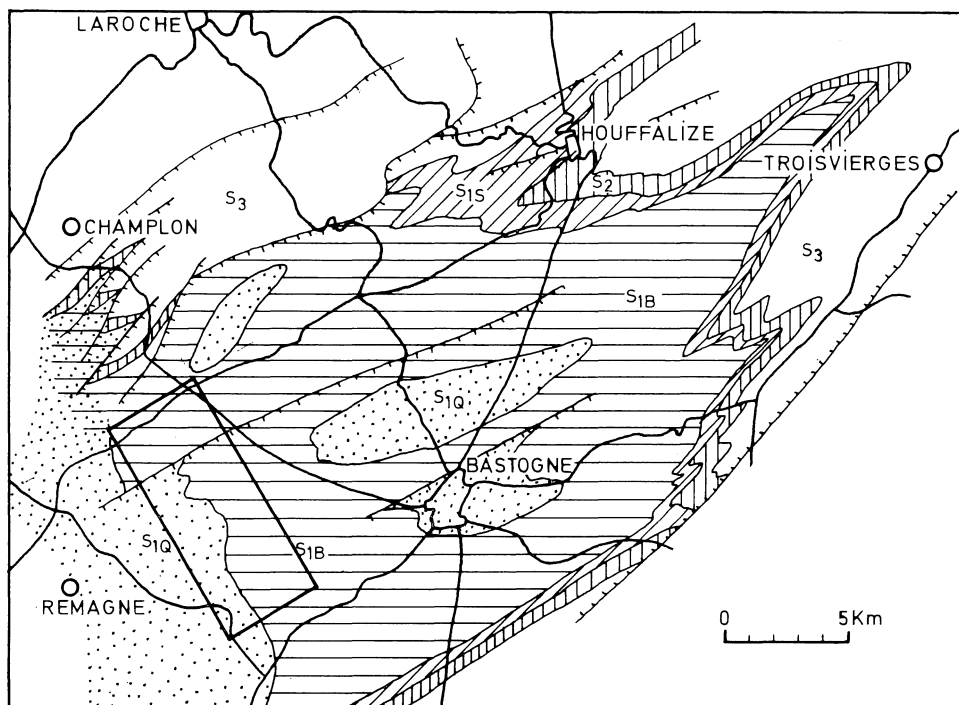 LAROCHE
HOUFFALIZE
TROISVIERGES
S1S
S2
S3
CHAMPLON
S3
S1B
S1Q
BASTOGNE
S1Q
S1B
REMAGNE
0 5Km